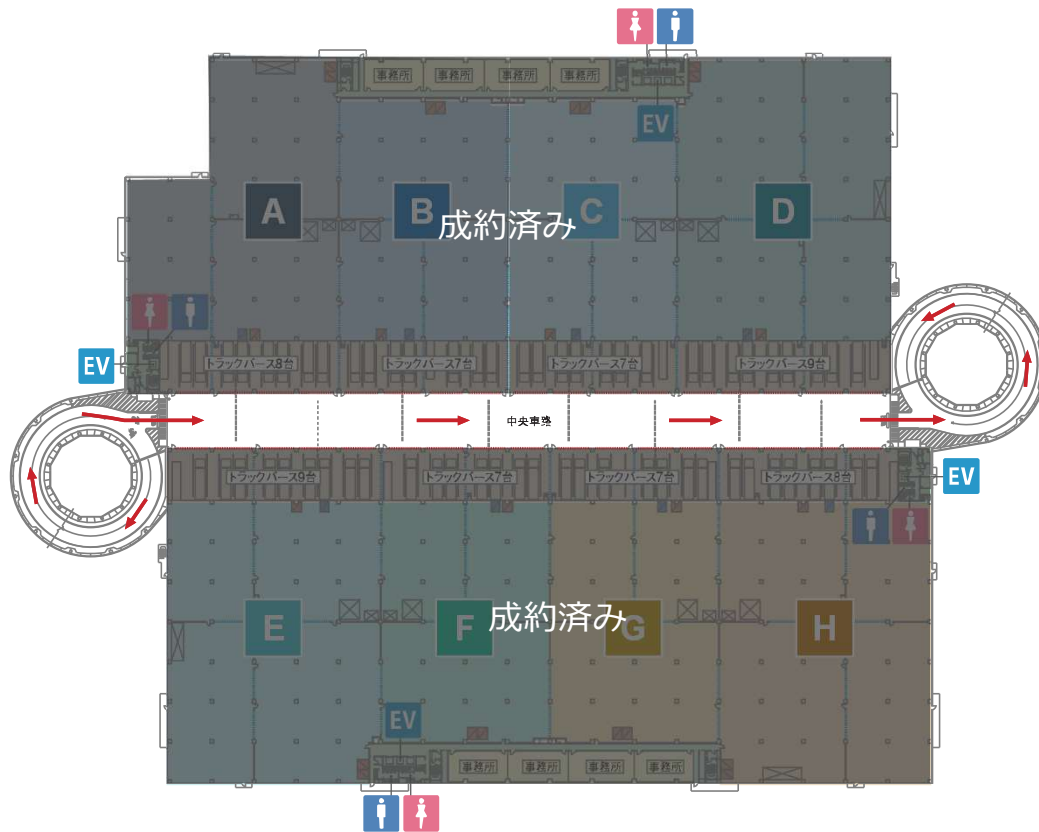 事務所 事務所 事務所 事務所
EV
A B C D
成約済み
EV
トラックバース8台 トラックバース7台 トラックバース7台 トラックバース9台
中央車路
トラックバース9台 トラックバース7台 トラックバース7台 トラックバース8台
EV
E F G H
成約済み
EV
事務所 事務所 事務所 事務所